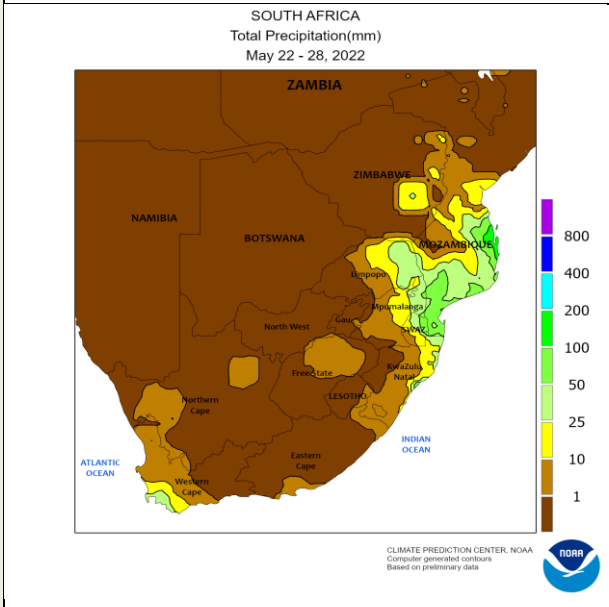 SOUTH AFRICA
Total Precipitation(mm)
May 22 - 28, 2022
ZAMBIA
ZIMBABWE
NAMIBIA
BOTSWANA
MOZAMBIQUE
Limpopo
Mpumalanga
Gau
North West
SWAZ.
Free State
KwaZulu
Natal
LESOTHO
Northern
Cape
INDIAN
OCEAN
Eastern
Cape
ATLANTIC
OCEAN
Western
Cape
800
400
200
100
50
25
10
1
CLIMATE PREDICTION CENTER, NOAA
Computer generated contours
Based on preliminary data
NOAA